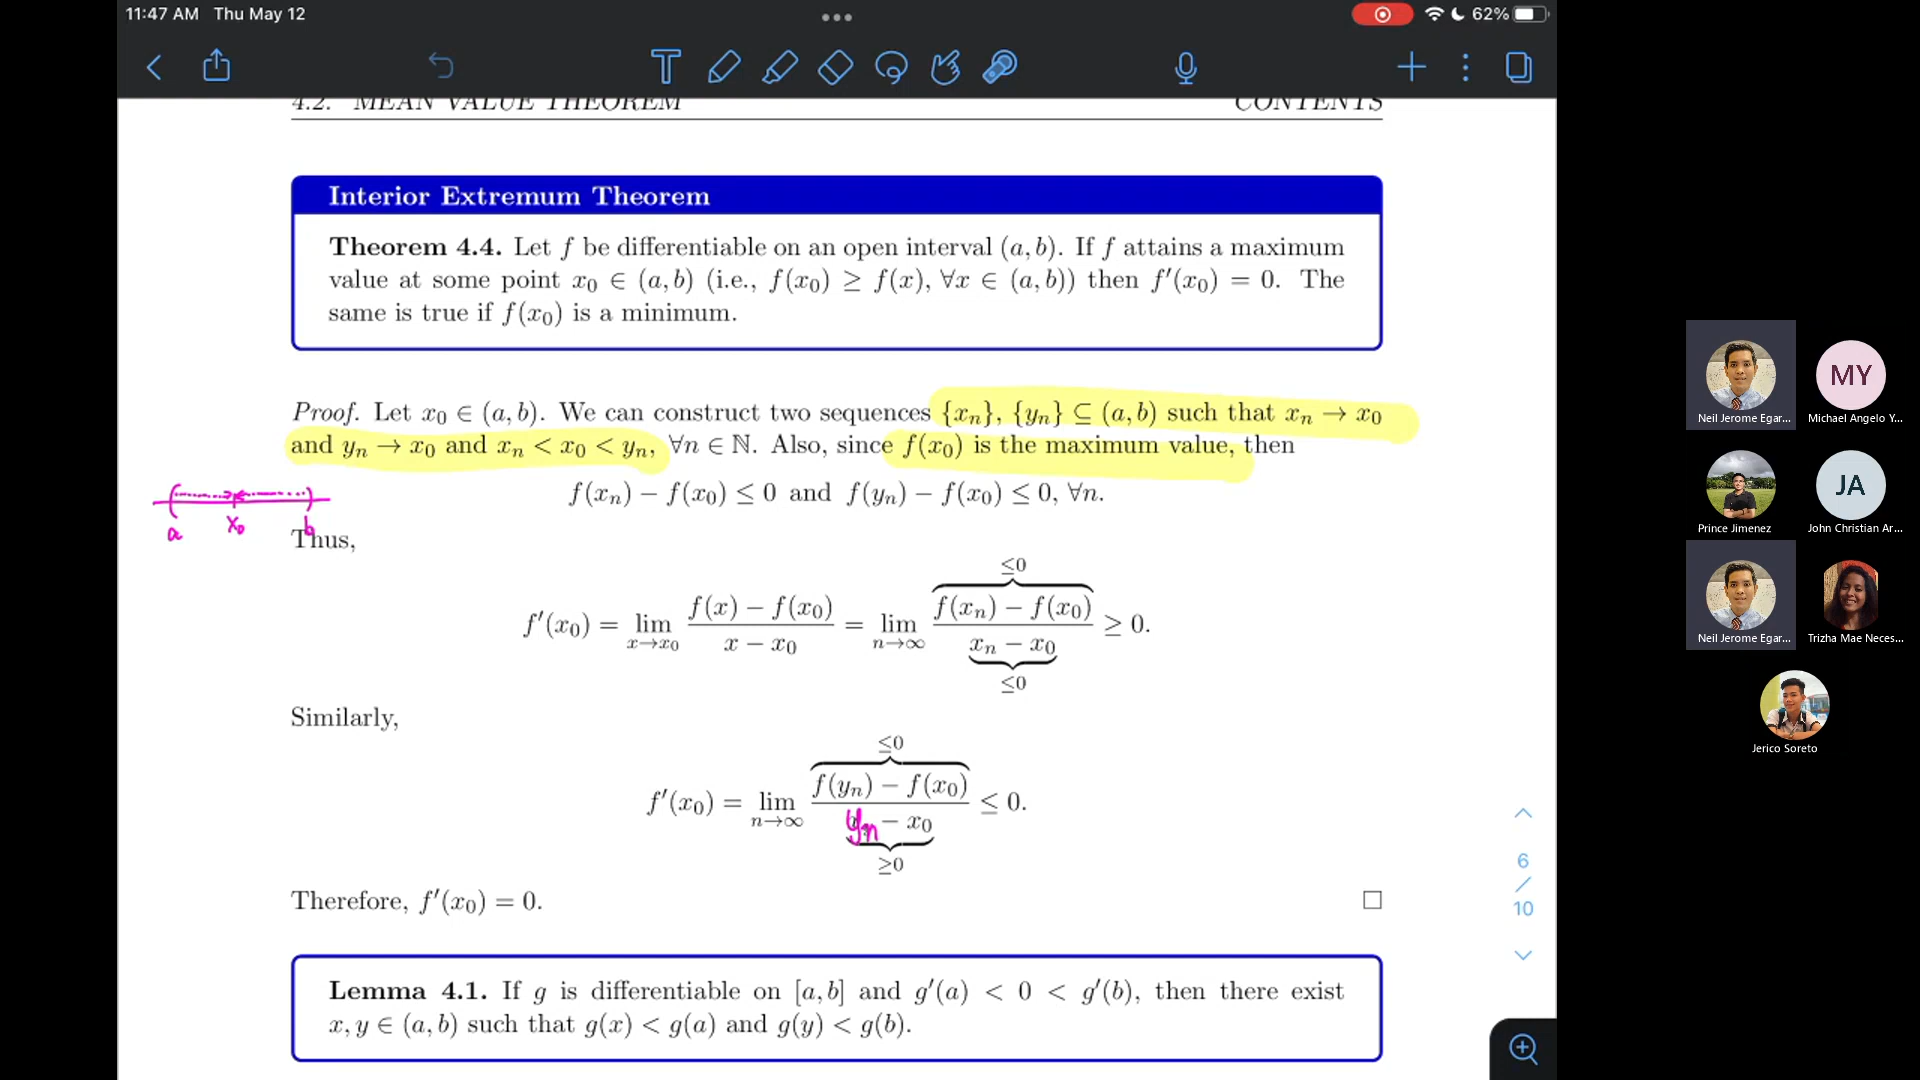 11:47 AM Thu May 12
62%
4.2. MEAN VALUE THEOREM CONTENTS
Interior Extremum Theorem
Theorem 4.4. Let f be differentiable on an open interval (a, b). If f attains a maximum
value at some point x₀ ∈ (a, b) (i.e., f(x₀) ≥ f(x), ∀x ∈ (a, b)) then f′(x₀) = 0. The
same is true if f(x₀) is a minimum.
Proof. Let x₀ ∈ (a, b). We can construct two sequences {xₙ}, {yₙ} ⊆ (a, b) such that xₙ → x₀
and yₙ → x₀ and xₙ < x₀ < yₙ, ∀n ∈ ℕ. Also, since f(x₀) is the maximum value, then
f(xₙ) − f(x₀) ≤ 0 and f(yₙ) − f(x₀) ≤ 0, ∀n.
a x₀ b
Thus,
≤0
f′(x₀) = lim x→x₀ f(x) − f(x₀) / x − x₀ = lim n→∞ f(xₙ) − f(x₀) / xₙ − x₀ ≥ 0.
≤0
Similarly,
≤0
f′(x₀) = lim n→∞ f(yₙ) − f(x₀) / yₙ − x₀ ≤ 0.
≥0
Therefore, f′(x₀) = 0. □
Lemma 4.1. If g is differentiable on [a, b] and g′(a) < 0 < g′(b), then there exist
x, y ∈ (a, b) such that g(x) < g(a) and g(y) < g(b).
6
/
10
Neil Jerome Egar...
MY
Michael Angelo Y...
Prince Jimenez
JA
John Christian Ar...
Neil Jerome Egar...
Trizha Mae Neces...
Jerico Soreto